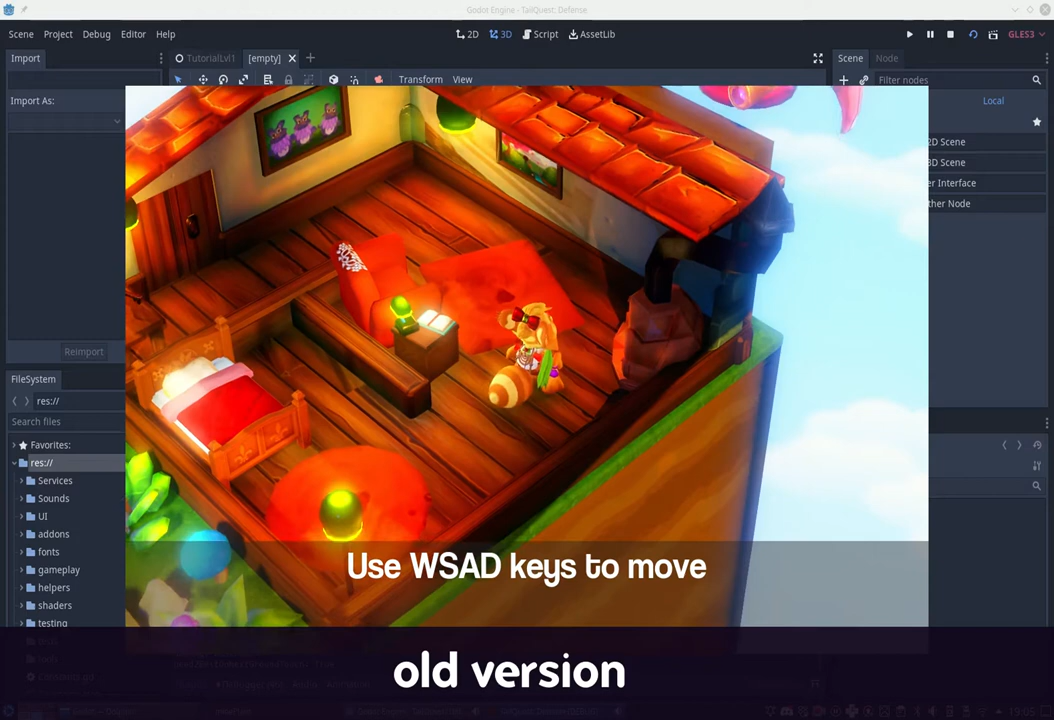 Godot Engine - TailQuest: Defense
Scene Project Debug Editor Help
2D 3D Script AssetLib
GLES3
Import
TutorialLvl1 [empty]
Scene Node
Transform View
Filter nodes
Import As:
Local
2D Scene
3D Scene
er Interface
ther Node
Reimport
FileSystem
res://
Search files
Favorites:
res://
Services
Sounds
UI
addons
fonts
gameplay
helpers
shaders
testing
Use WSAD keys to move
old version
19:05